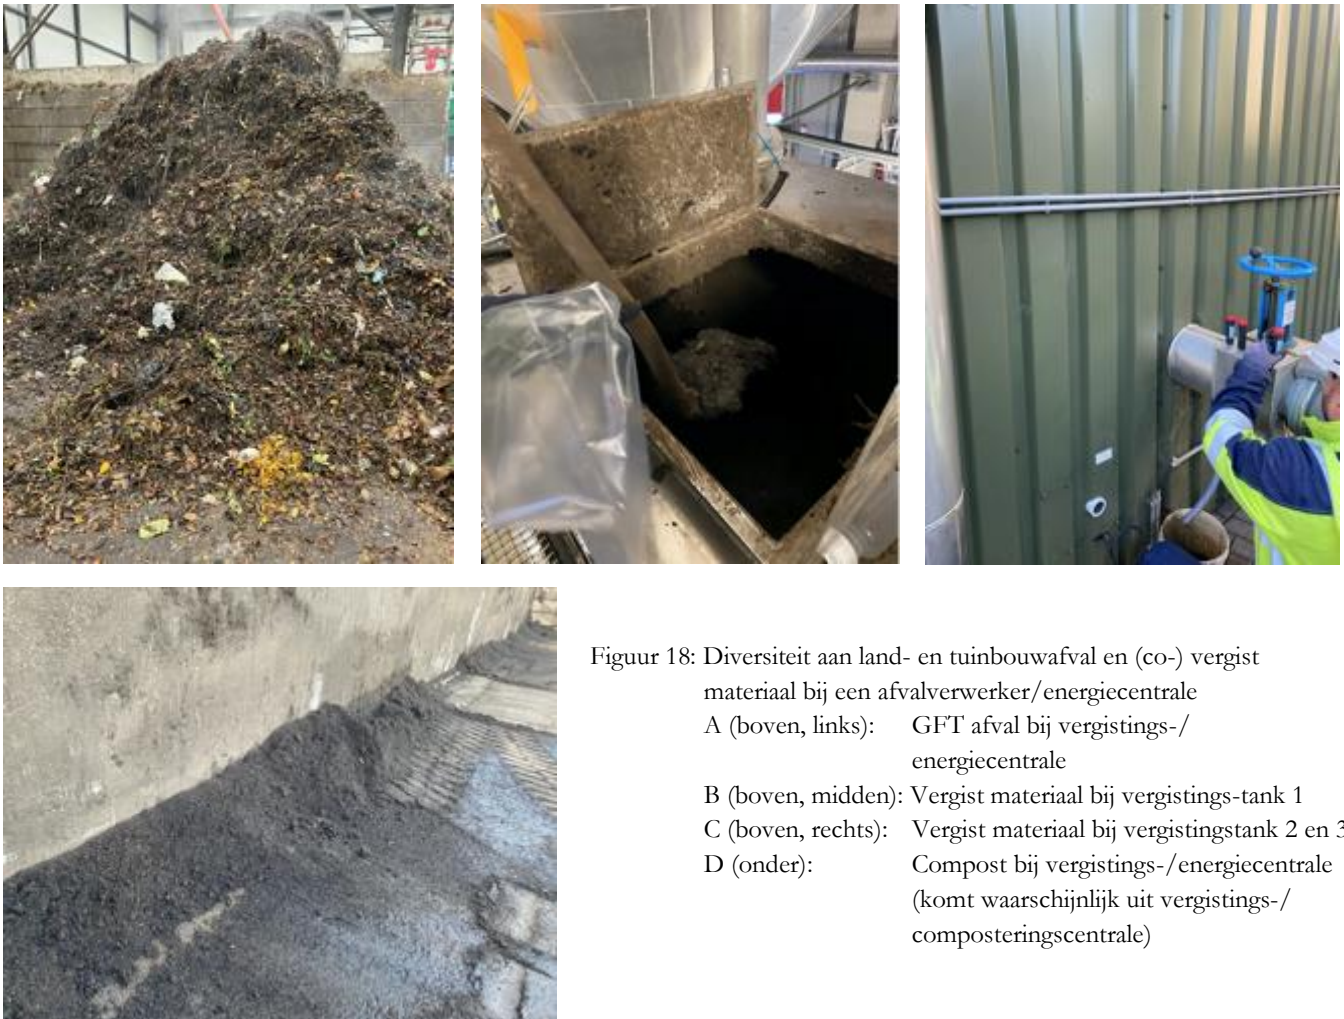 Figuur 18: Diversiteit aan land- en tuinbouwafval en (co-) vergist
materiaal bij een afvalverwerker/energiecentrale
A (boven, links): GFT afval bij vergistings-/
energiecentrale
B (boven, midden): Vergist materiaal bij vergistings-tank 1
C (boven, rechts): Vergist materiaal bij vergistingstank 2 en 3
D (onder): Compost bij vergistings-/energiecentrale
(komt waarschijnlijk uit vergistings-/
composteringscentrale)